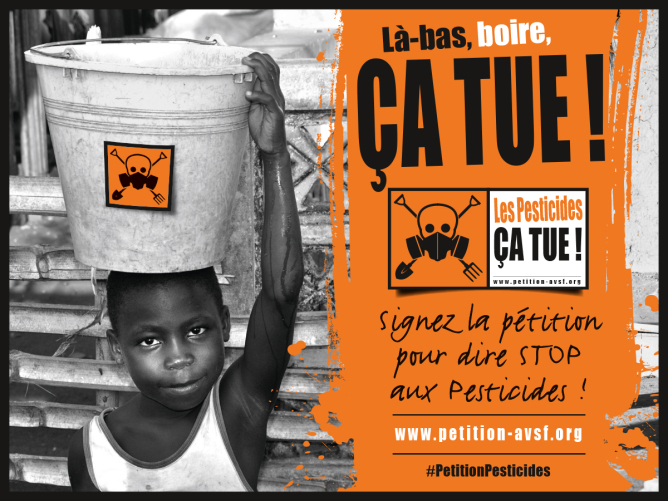 Là-bas, boire,
ÇA TUE !
Les Pesticides
ÇA TUE !
www.petition-avsf.org
Signez la pétition
pour dire STOP
aux Pesticides !
www.petition-avsf.org
#PetitionPesticides